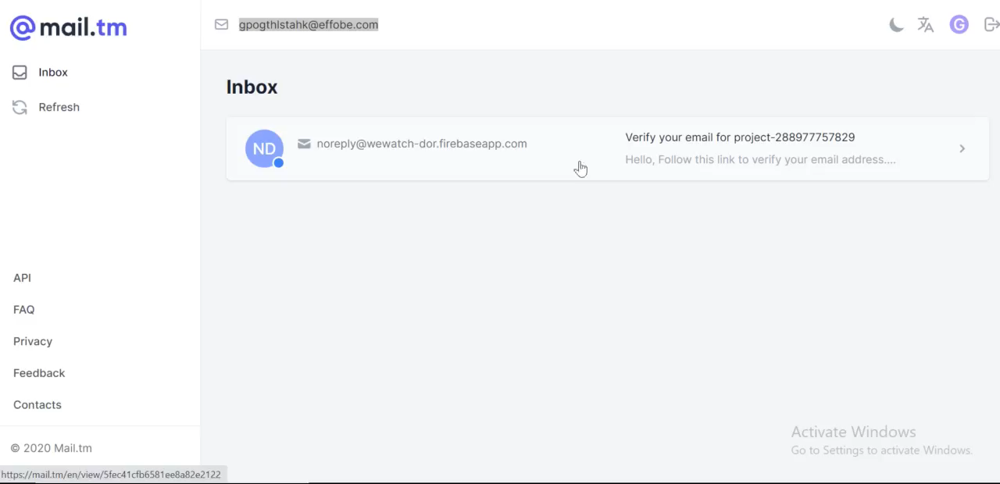 @mail.tm
gpogthlstahk@effobe.com
G
Inbox
Refresh
Inbox
ND
noreply@wewatch-dor.firebaseapp.com
Verify your email for project-288977757829
Hello, Follow this link to verify your email address....
API
FAQ
Privacy
Feedback
Contacts
© 2020 Mail.tm
Activate Windows
Go to Settings to activate Windows.
https://mail.tm/en/view/5fec41cfb6581ee8a82e2122